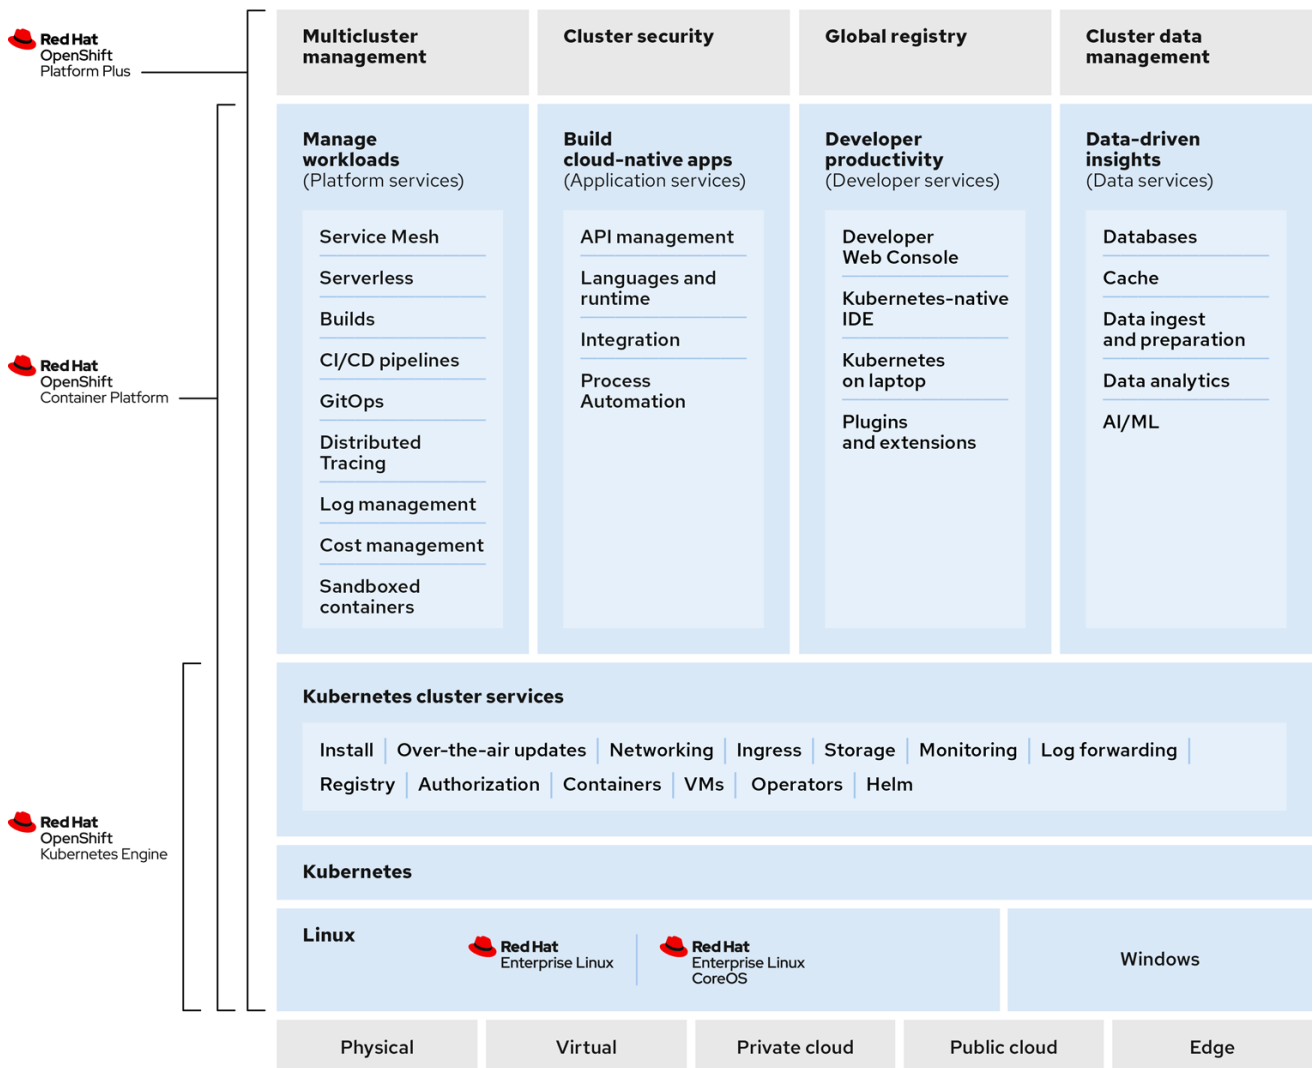 Red Hat
OpenShift
Platform Plus
Multicluster
management
Cluster security
Global registry
Cluster data
management
Red Hat
OpenShift
Container Platform
Manage
workloads
(Platform services)
Service Mesh
Serverless
Builds
CI/CD pipelines
GitOps
Distributed
Tracing
Log management
Cost management
Sandboxed
containers
Build
cloud-native apps
(Application services)
API management
Languages and
runtime
Integration
Process
Automation
Developer
productivity
(Developer services)
Developer
Web Console
Kubernetes-native
IDE
Kubernetes
on laptop
Plugins
and extensions
Data-driven
insights
(Data services)
Databases
Cache
Data ingest
and preparation
Data analytics
AI/ML
Red Hat
OpenShift
Kubernetes Engine
Kubernetes cluster services
Install | Over-the-air updates | Networking | Ingress | Storage | Monitoring | Log forwarding |
Registry | Authorization | Containers | VMs | Operators | Helm
Kubernetes
Linux
Red Hat
Enterprise Linux
Red Hat
Enterprise Linux
CoreOS
Windows
Physical
Virtual
Private cloud
Public cloud
Edge